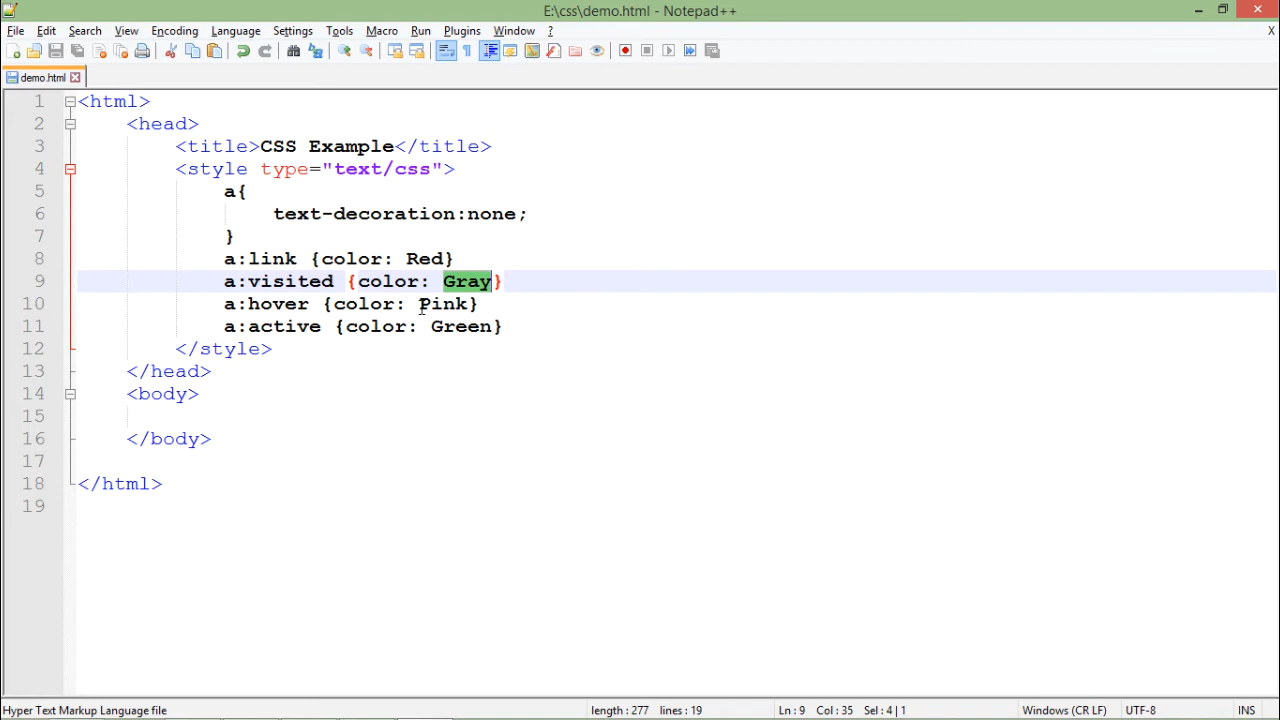 E:\css\demo.html - Notepad++
File Edit Search View Encoding Language Settings Tools Macro Run Plugins Window ? X
demo.html
1 <html>
2 <head>
3 <title>CSS Example</title>
4 <style type="text/css">
5 a{
6 text-decoration:none;
7 }
8 a:link {color: Red}
9 a:visited {color: Gray}
10 a:hover {color: Pink}
11 a:active {color: Green}
12 </style>
13 </head>
14 <body>
15
16 </body>
17
18 </html>
19
Hyper Text Markup Language file length : 277 lines : 19 Ln : 9 Col : 35 Sel : 4 | 1 Windows (CR LF) UTF-8 INS